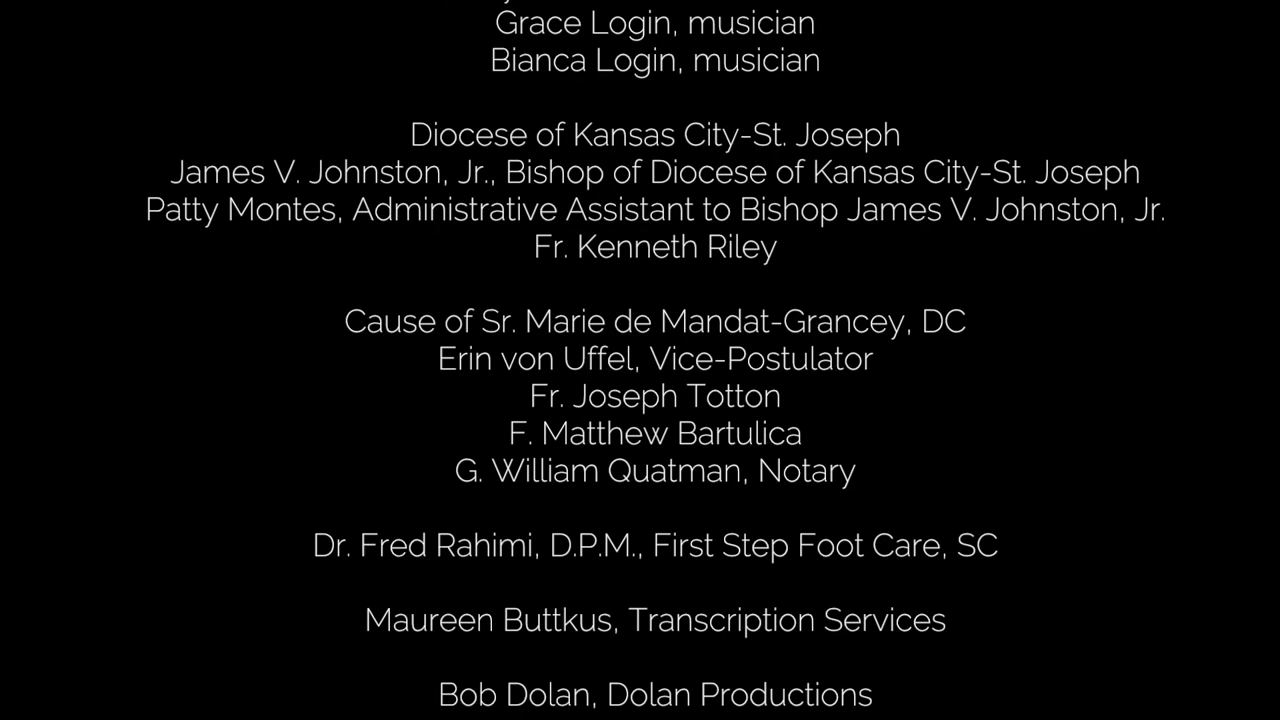 Grace Login, musician
Bianca Login, musician
Diocese of Kansas City-St. Joseph
James V. Johnston, Jr., Bishop of Diocese of Kansas City-St. Joseph
Patty Montes, Administrative Assistant to Bishop James V. Johnston, Jr.
Fr. Kenneth Riley
Cause of Sr. Marie de Mandat-Grancey, DC
Erin von Uffel, Vice-Postulator
Fr. Joseph Totton
F. Matthew Bartulica
G. William Quatman, Notary
Dr. Fred Rahimi, D.P.M., First Step Foot Care, SC
Maureen Buttkus, Transcription Services
Bob Dolan, Dolan Productions